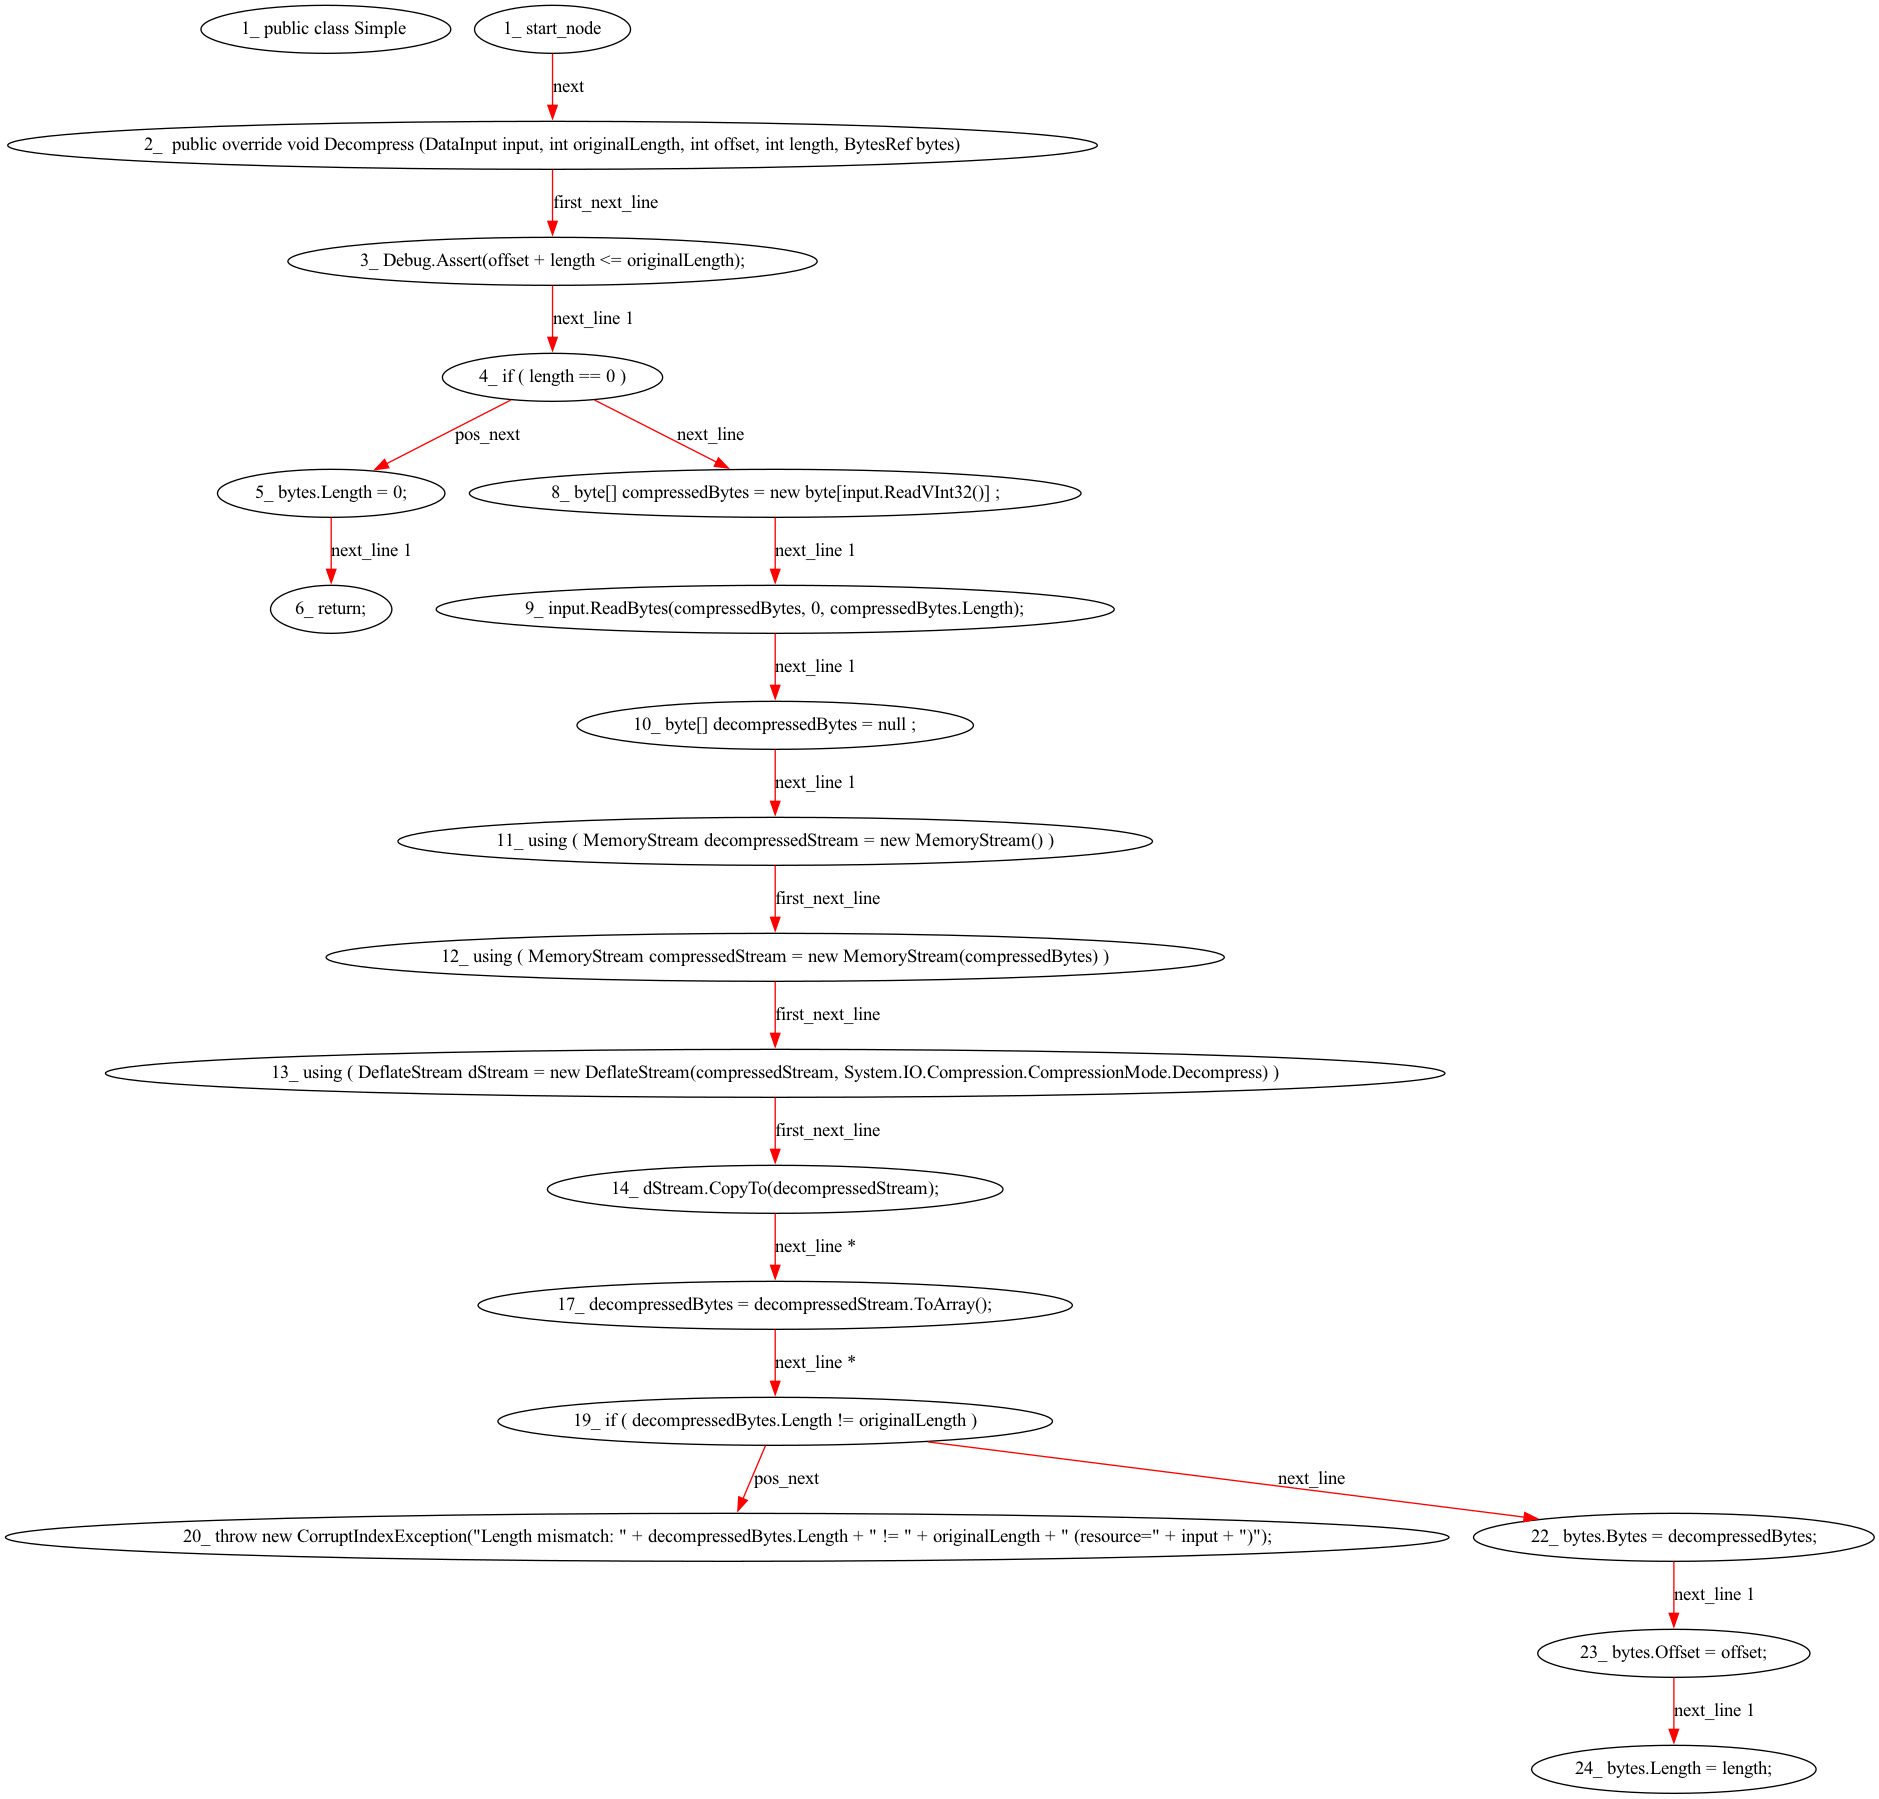 1_ public class Simple
1_ start_node
next
2_  public override void Decompress (DataInput input, int originalLength, int offset, int length, BytesRef bytes)
first_next_line
3_ Debug.Assert(offset + length <= originalLength);
next_line 1
4_ if ( length == 0 )
pos_next
next_line
5_ bytes.Length = 0;
8_ byte[] compressedBytes = new byte[input.ReadVInt32()] ;
next_line 1
next_line 1
6_ return;
9_ input.ReadBytes(compressedBytes, 0, compressedBytes.Length);
next_line 1
10_ byte[] decompressedBytes = null ;
next_line 1
11_ using ( MemoryStream decompressedStream = new MemoryStream() )
first_next_line
12_ using ( MemoryStream compressedStream = new MemoryStream(compressedBytes) )
first_next_line
13_ using ( DeflateStream dStream = new DeflateStream(compressedStream, System.IO.Compression.CompressionMode.Decompress) )
first_next_line
14_ dStream.CopyTo(decompressedStream);
next_line *
17_ decompressedBytes = decompressedStream.ToArray();
next_line *
19_ if ( decompressedBytes.Length != originalLength )
pos_next
next_line
20_ throw new CorruptIndexException("Length mismatch: " + decompressedBytes.Length + " != " + originalLength + " (resource=" + input + ")");
22_ bytes.Bytes = decompressedBytes;
next_line 1
23_ bytes.Offset = offset;
next_line 1
24_ bytes.Length = length;